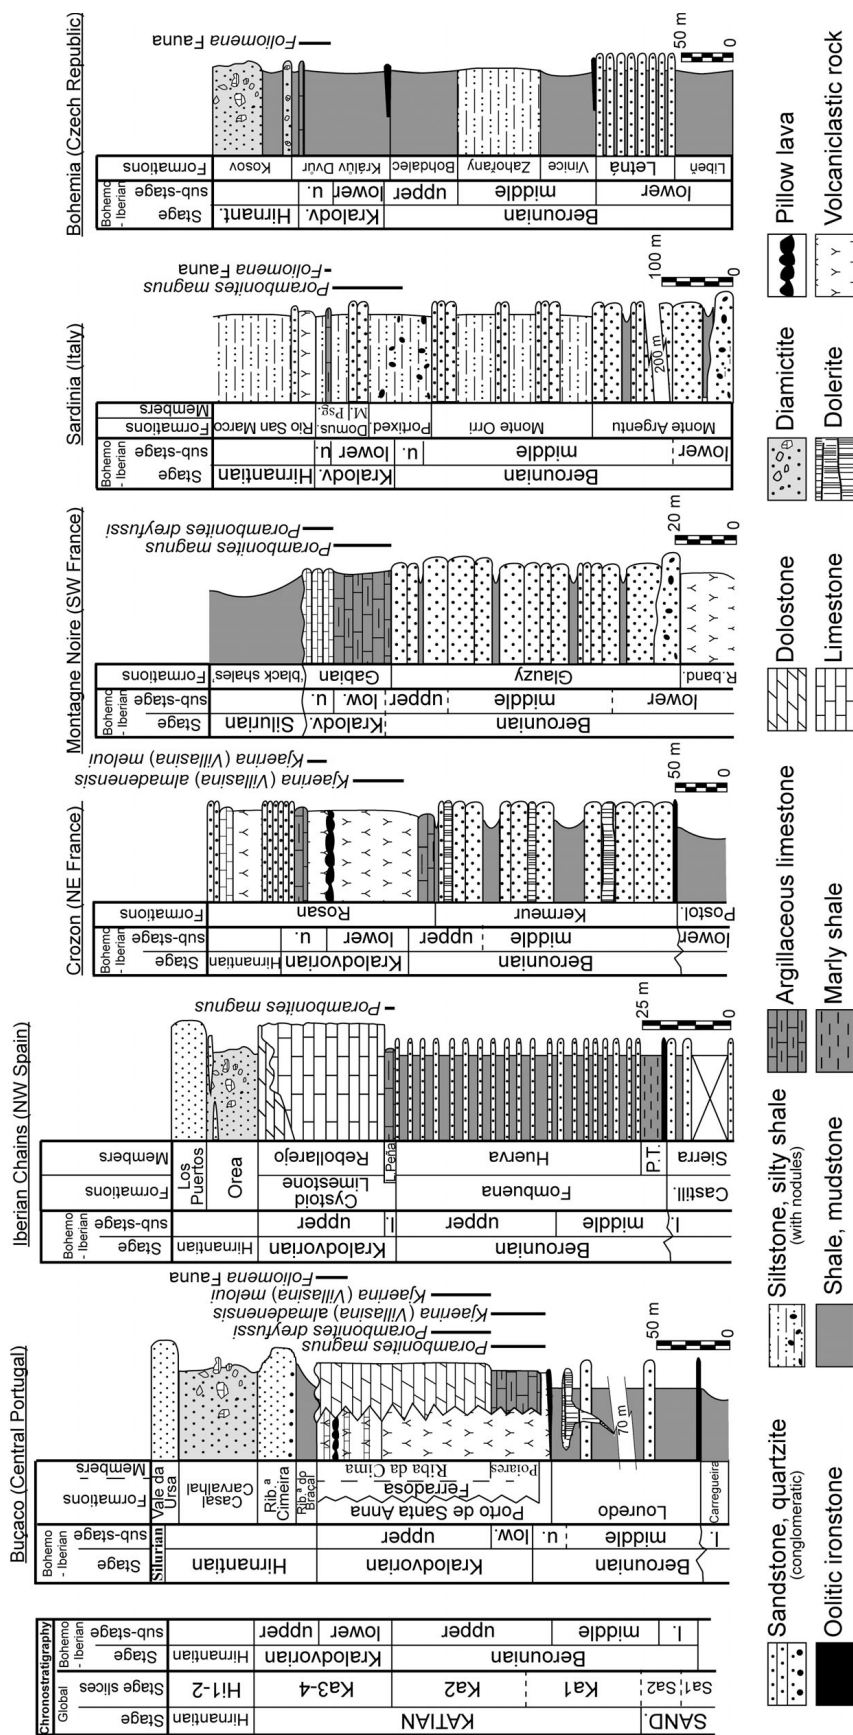 Chronostratigraphy
Global
Bohemo
- Iberian
Stage
Stage slices
Stage
sub-stage
Hirnantian
KATIAN
SAND.
Hi1-2
Ka3-4
Ka2
Ka1
Sa2
Sa1
Hirnantian
Kralodvorian
Berounian
upper
lower
upper
middle
l.
Buçaco (Central Portugal)
Bohemo
- Iberian
Stage
sub-stage
Formations
Members
Silurian
Hirnantian
Kralodvorian
Berounian
upper
low.
u.
middle
l.
Vale da
Ursa
Casal
Carvalhal
Rib.ª
Cimeira
Rib.ª do
Braçal
Porto de Santa Anna
Ferradosa
Riba da Cima
Poiares
Louredo
Carregueira
70 m
50 m
0
Porambonites magnus
Porambonites dreyfussi
Kjaerina (Villasina) almadenensis
Kjaerina (Villasina) meloui
Foliomena Fauna
Iberian Chains (NW Spain)
Bohemo
- Iberian
Stage
sub-stage
Formations
Members
Hirnantian
Kralodvorian
Berounian
upper
l.
upper
middle
l.
Los
Puertos
Orea
Cystoid
Limestone
Rebollarejo
L.Peña
Fombuena
Huerva
P.T.
Castill.
Sierra
25 m
0
Porambonites magnus
Crozon (NE France)
Bohemo
- Iberian
Stage
sub-stage
Formations
Hirnantian
Kralodvorian
Berounian
u.
lower
upper
middle
lower
Rosan
Kermeur
Postol.
50 m
0
Kjaerina (Villasina) almadenensis
Kjaerina (Villasina) meloui
Montagne Noire (SW France)
Bohemo
- Iberian
Stage
sub-stage
Formations
Silurian
Kralodv.
Berounian
u.
low.
upper
middle
lower
'black shales'
Gabian
Glauzy
R.band.
20 m
0
Porambonites magnus
Porambonites dreyfussi
Sardinia (Italy)
Bohemo
- Iberian
Stage
sub-stage
Formations
Members
Hirnantian
Kralodv.
Berounian
u.
lower
u.
middle
lower
Rio San Marco
Domus.
M. Psg.
Portixed.
Monte Orri
Monte Argentu
200 m
100 m
0
Porambonites magnus
Foliomena Fauna
Bohemia (Czech Republic)
Bohemo
- Iberian
Stage
sub-stage
Formations
Hirnant.
Kralodv.
Berounian
u.
lower
upper
middle
lower
Kosov
Králův Dvůr
Bohdalec
Zahořany
Vinice
Letná
Libeň
50 m
0
Foliomena Fauna
Sandstone, quartzite
(conglomeratic)
Oolitic ironstone
Siltstone, silty shale
(with nodules)
Shale, mudstone
Argillaceous limestone
Marly shale
Dolostone
Limestone
Diamictite
Dolerite
Pillow lava
Volcaniclastic rock